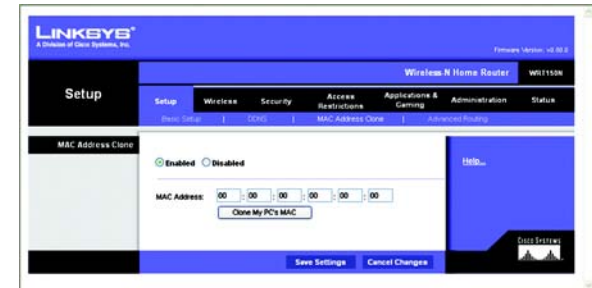 LINKSYS®
A Division of Cisco Systems, Inc.
Firmware Version: v0.00.0
Wireless-N Home Router WRT150N
Setup
Setup Wireless Security Access Restrictions Applications & Gaming Administration Status
Basic Setup | DDNS | MAC Address Clone | Advanced Routing
MAC Address Clone
Enabled Disabled
Help...
MAC Address: 00 : 00 : 00 : 00 : 00 : 00
Clone My PC's MAC
CISCO SYSTEMS
Save Settings Cancel Changes